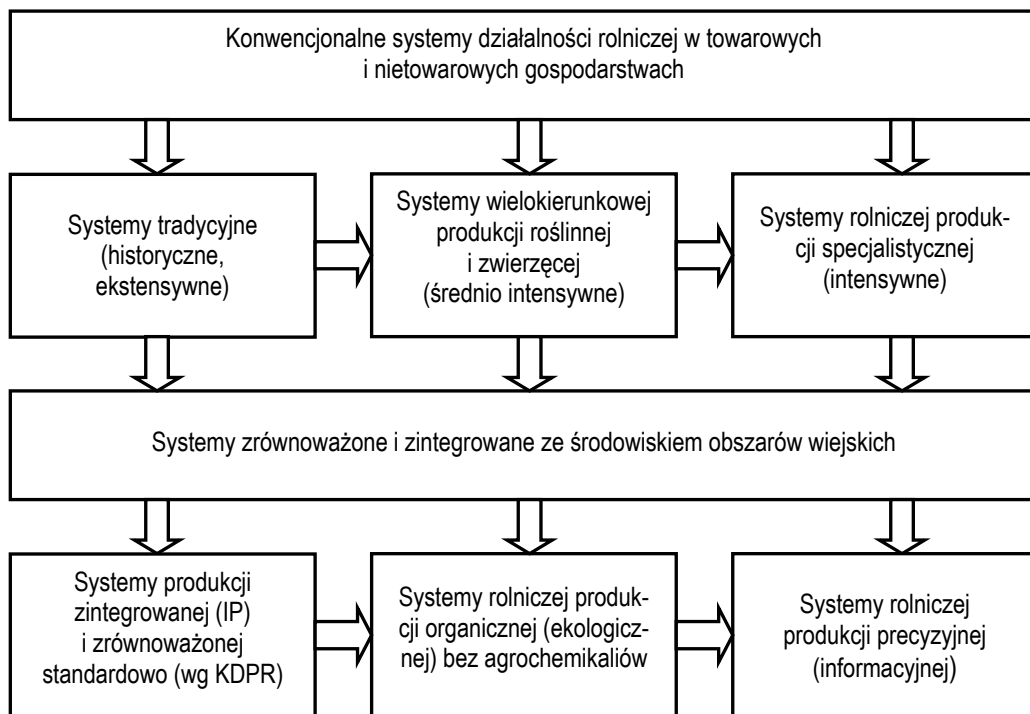 Konwencjonalne systemy działalności rolniczej w towarowych
i nietowarowych gospodarstwach
Systemy tradycyjne
(historyczne,
ekstensywne)
Systemy wielokierunkowej
produkcji roślinnej
i zwierzęcej
(średnio intensywne)
Systemy rolniczej produk-
cji specjalistycznej
(intensywne)
Systemy zrównoważone i zintegrowane ze środowiskiem obszarów wiejskich
Systemy produkcji
zintegrowanej (IP)
i zrównoważonej
standardowo (wg KDPR)
Systemy rolniczej produk-
cji organicznej (ekologicz-
nej) bez agrochemikaliów
Systemy rolniczej
produkcji precyzyjnej
(informacyjnej)